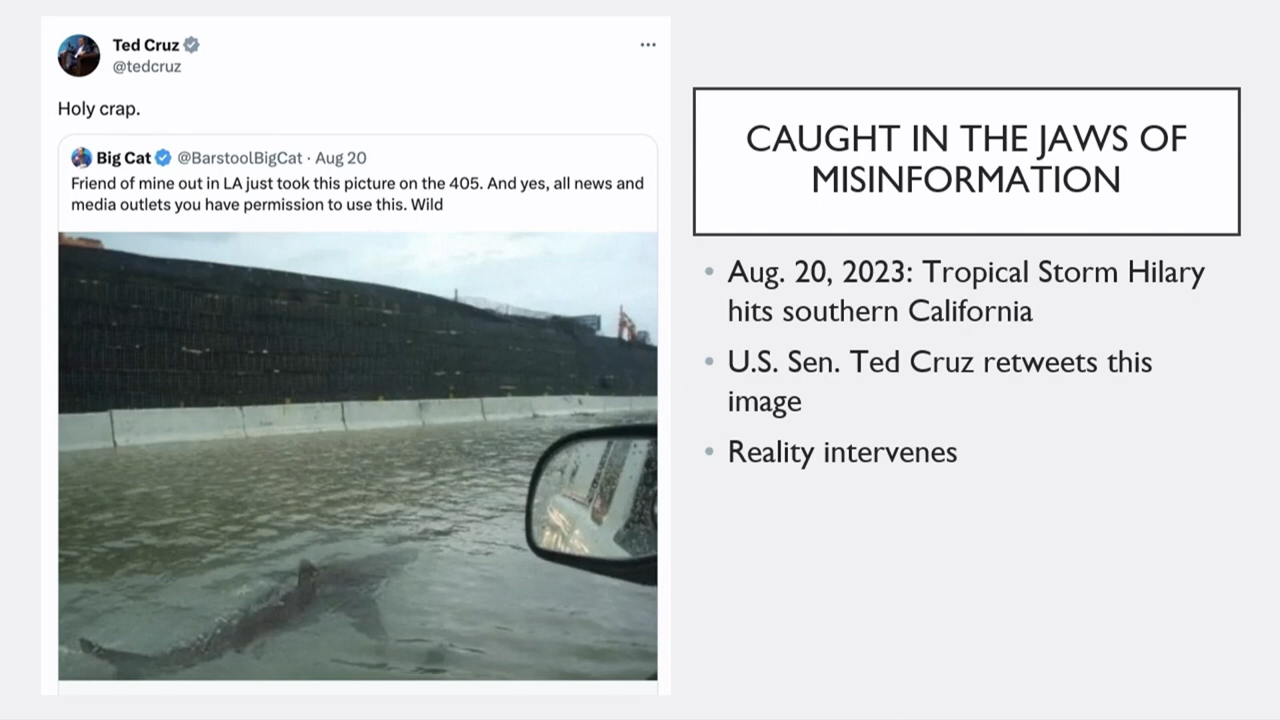 Ted Cruz
@tedcruz
Holy crap.
Big Cat @BarstoolBigCat · Aug 20
Friend of mine out in LA just took this picture on the 405. And yes, all news and
media outlets you have permission to use this. Wild
CAUGHT IN THE JAWS OF
MISINFORMATION
• Aug. 20, 2023: Tropical Storm Hilary
hits southern California
• U.S. Sen. Ted Cruz retweets this
image
• Reality intervenes